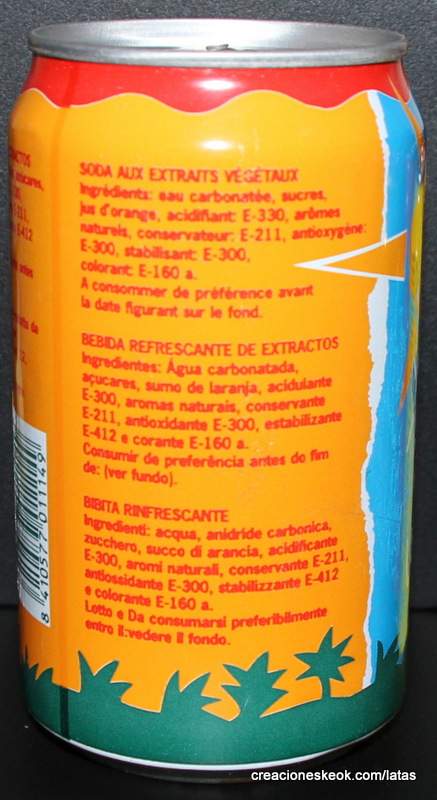 SODA AUX EXTRAITS VÉGÉTAUX
Ingrédients: eau carbonatée, sucres,
jus d'orange, acidifiant: E-330, arômes
naturels, conservateur: E-211, antioxygène:
E-300, stabilisant: E-300,
colorant: E-160 a.
A consommer de préférence avant
la date figurant sur le fond.
BEBIDA REFRESCANTE DE EXTRACTOS
Ingredientes: Água carbonatada,
açucares, sumo de laranja, acidulante
E-300, aromas naturais, conservante
E-211, antioxidante E-300, estabilizante
E-412 e corante E-160 a.
Consumir de preferência antes do fim
de: (ver fundo).
BIBITA RINFRESCANTE
Ingredienti: acqua, anidride carbonica,
zucchero, succo di arancia, acidificante
E-300, aromi naturali, conservante E-211,
antiossidante E-300, stabilizzante E-412
e colorante E-160 a.
Lotto e Da consumarsi preferibilmente
entro il:vedere il fondo.
8 410577 011149
creacioneskeok.com/latas